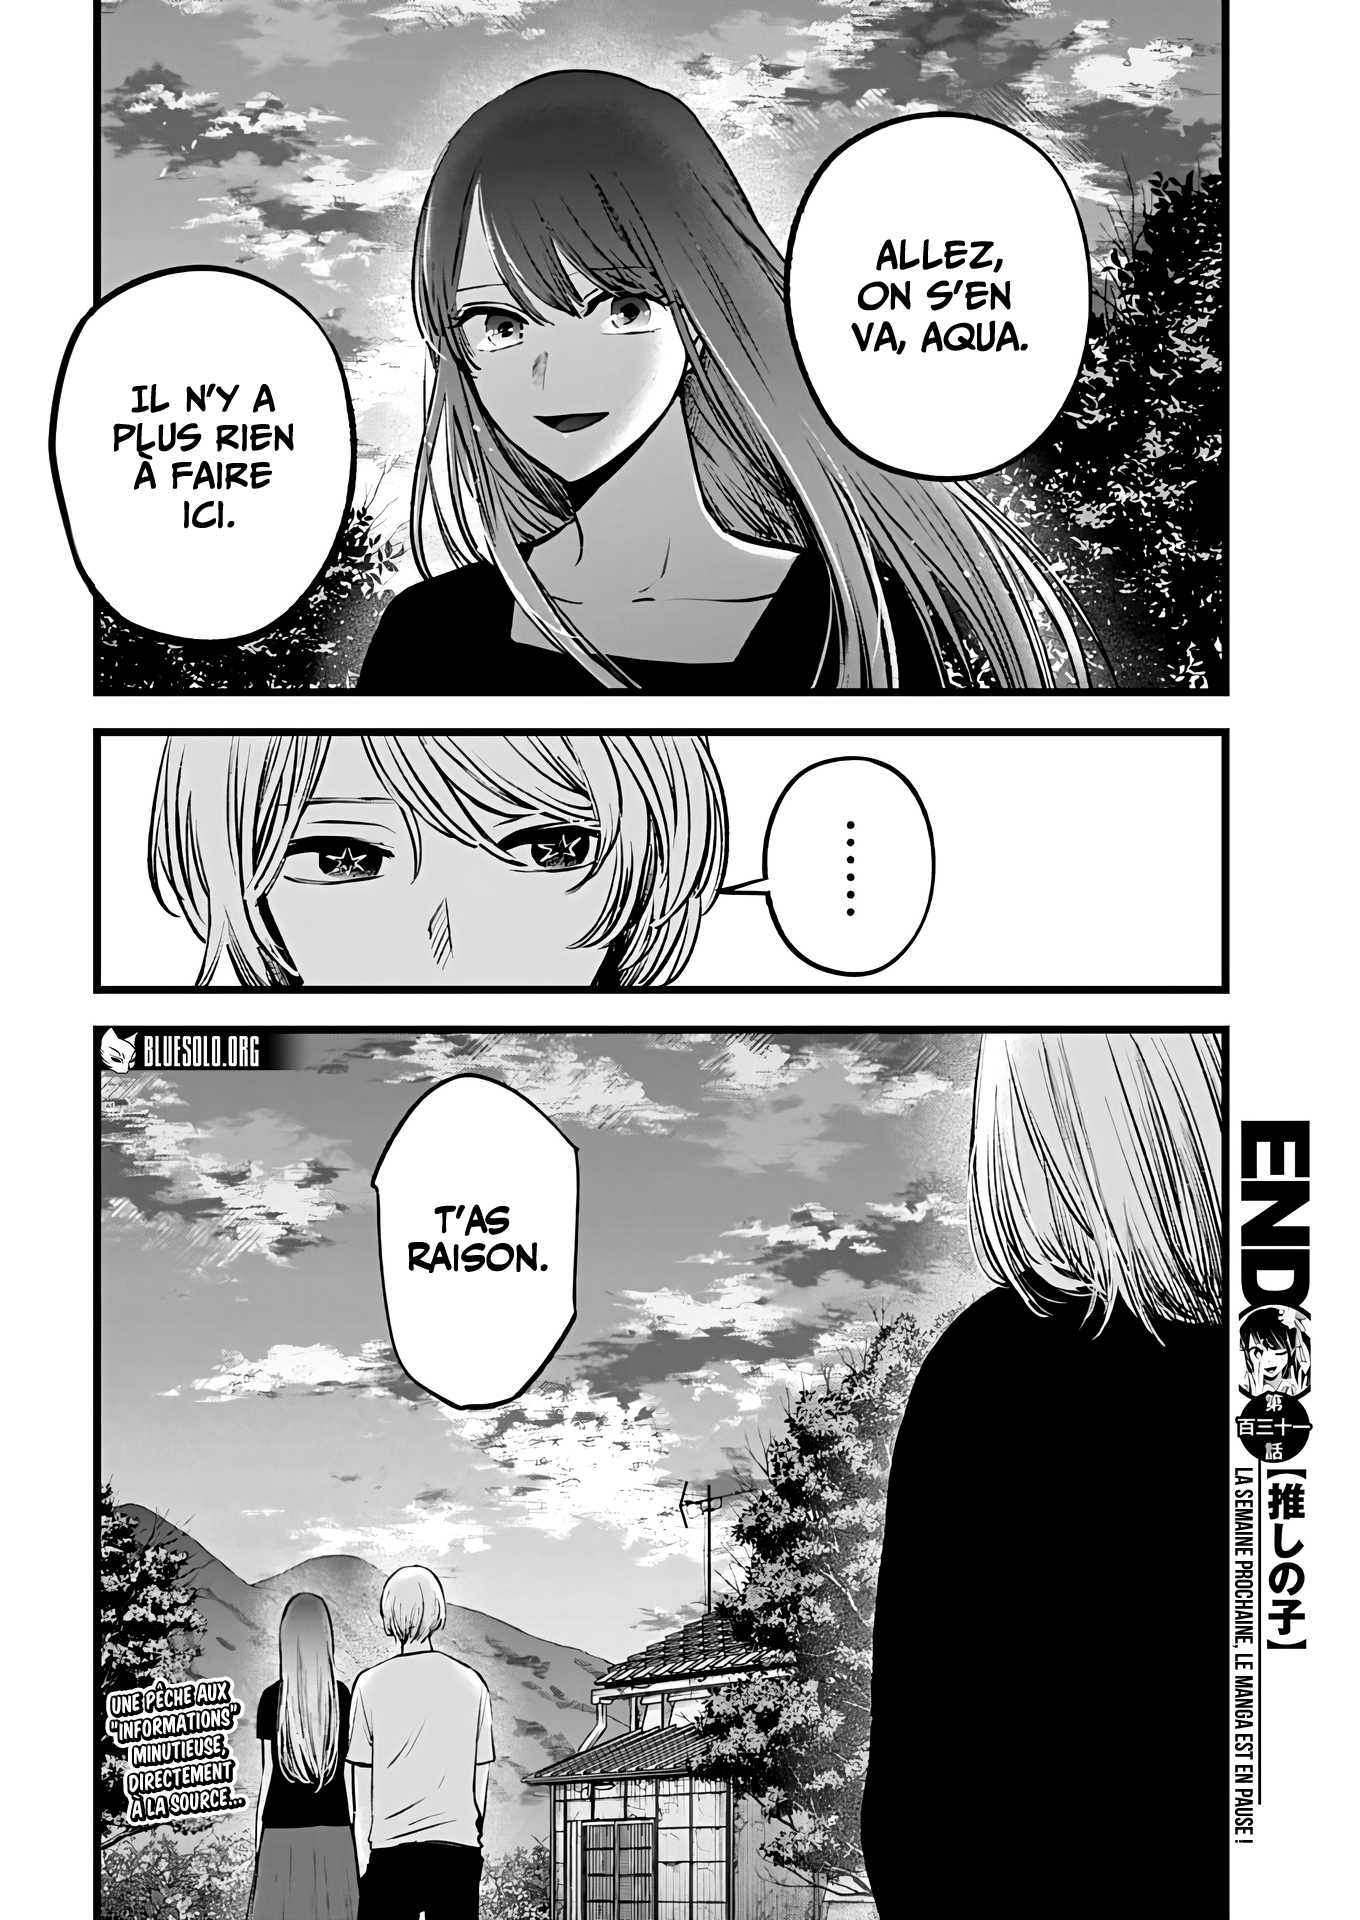 ALLEZ,
ON S'EN
VA, AQUA.
IL N'Y A
PLUS RIEN
À FAIRE
ICI.
......
BLUESOLO.ORG
T'AS
RAISON.
UNE PÊCHE AUX
"INFORMATIONS"
MINUTIEUSE,
DIRECTEMENT
À LA SOURCE...
END
第
百三十一
話
【推しの子】
LA SEMAINE PROCHAINE, LE MANGA EST EN PAUSE !